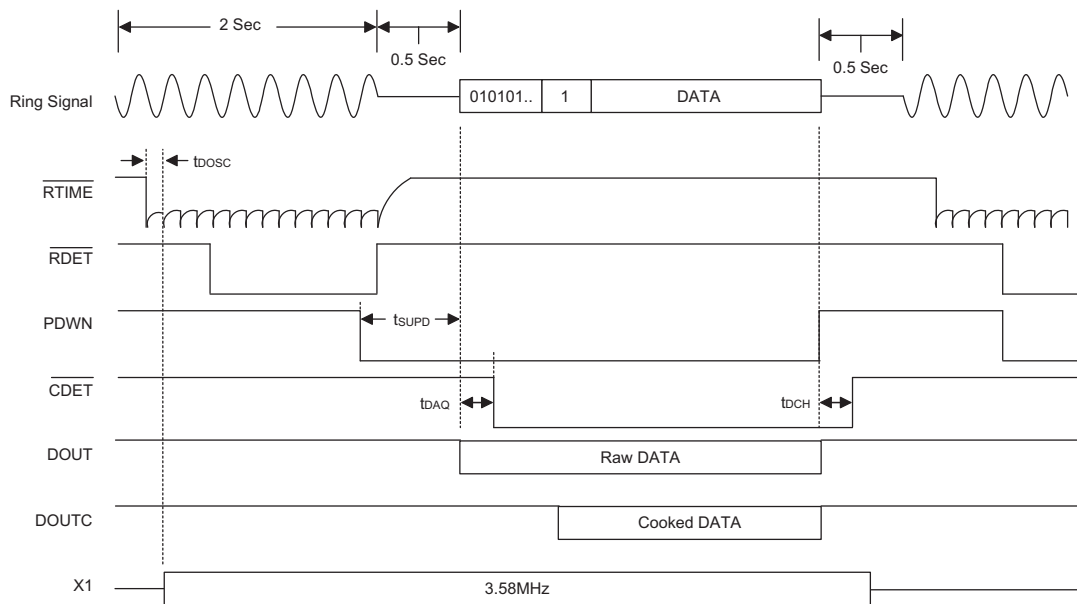 2 Sec
0.5 Sec
0.5 Sec
Ring Signal
010101.. 1 DATA
tDOSC
RTIME
RDET
PDWN
tSUPD
CDET
tDAQ
tDCH
DOUT
Raw DATA
DOUTC
Cooked DATA
X1
3.58MHz